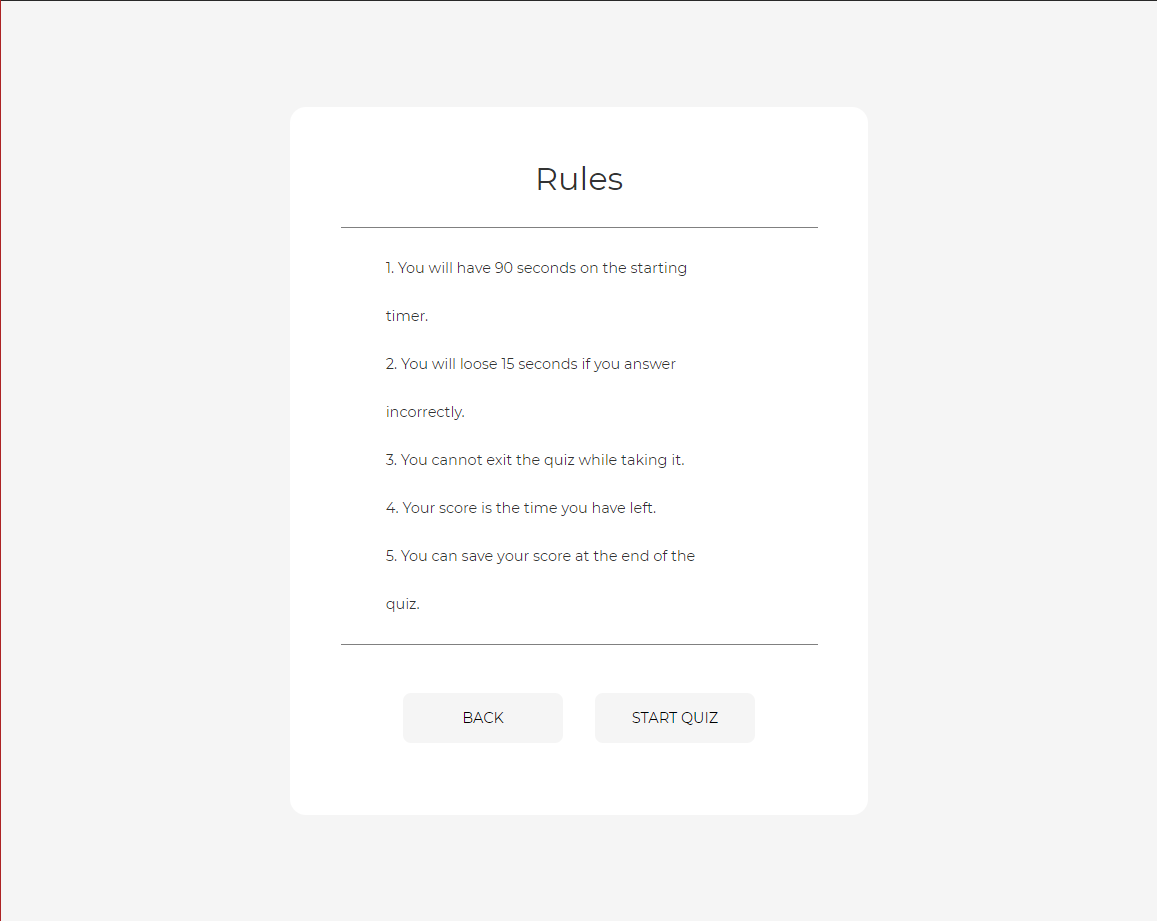 Rules
1. You will have 90 seconds on the starting
timer.
2. You will loose 15 seconds if you answer
incorrectly.
3. You cannot exit the quiz while taking it.
4. Your score is the time you have left.
5. You can save your score at the end of the
quiz.
BACK
START QUIZ